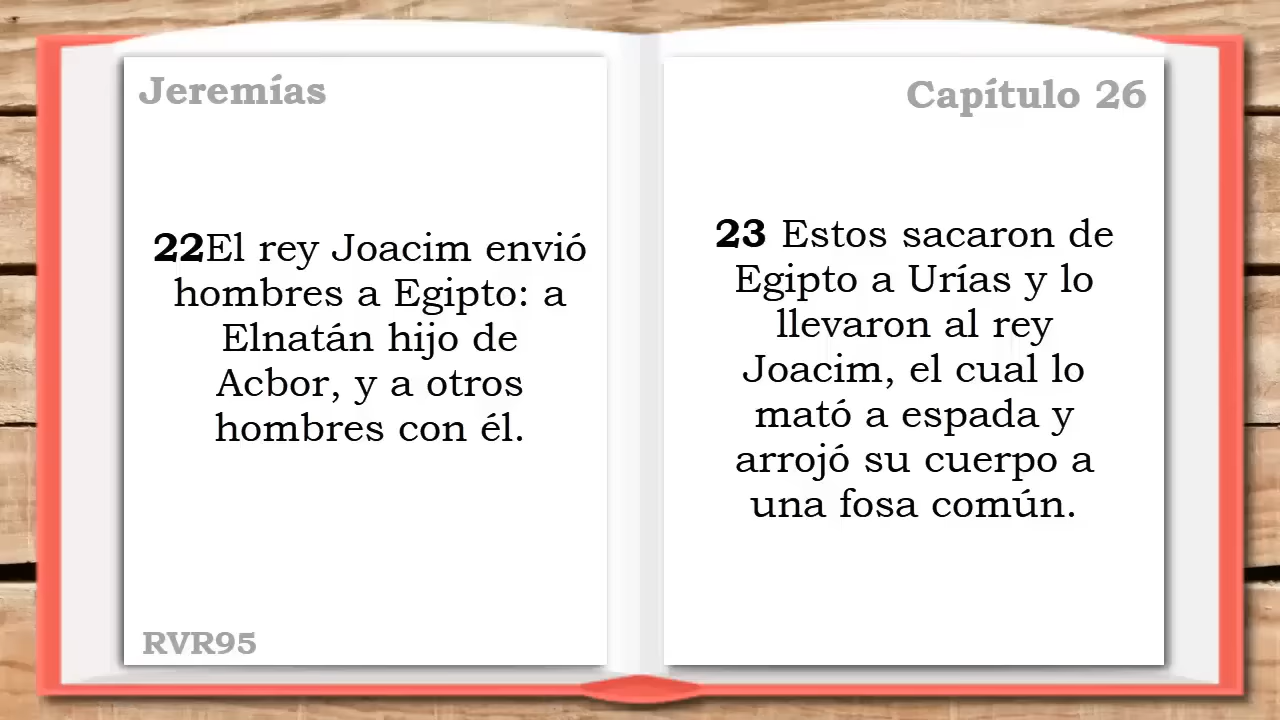 Jeremías
22El rey Joacim envió
hombres a Egipto: a
Elnatán hijo de
Acbor, y a otros
hombres con él.
RVR95
Capítulo 26
23 Estos sacaron de
Egipto a Urías y lo
llevaron al rey
Joacim, el cual lo
mató a espada y
arrojó su cuerpo a
una fosa común.